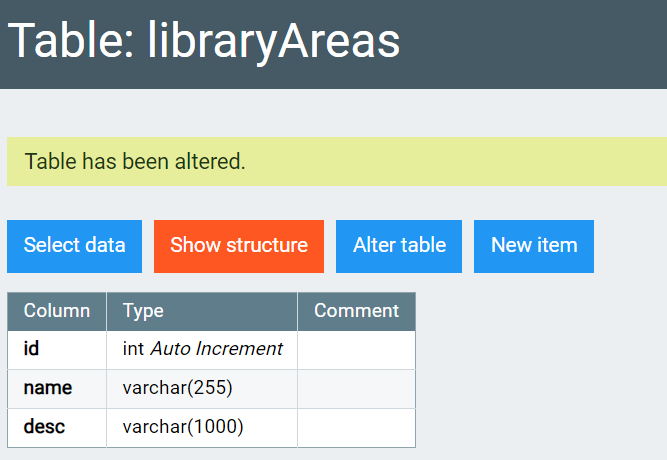 Table: libraryAreas
Table has been altered.
Select data Show structure Alter table New item
Column Type Comment
id int Auto Increment
name varchar(255)
desc varchar(1000)